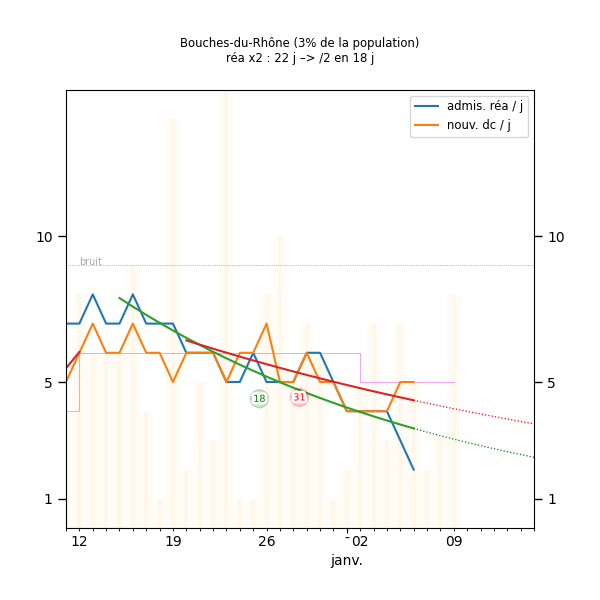 Bouches-du-Rhône (3% de la population)
réa x2 : 22 j –> /2 en 18 j
admis. réa / j
nouv. dc / j
10
10
bruit
5
5
18
31
1
1
12
19
26
02
09
janv.